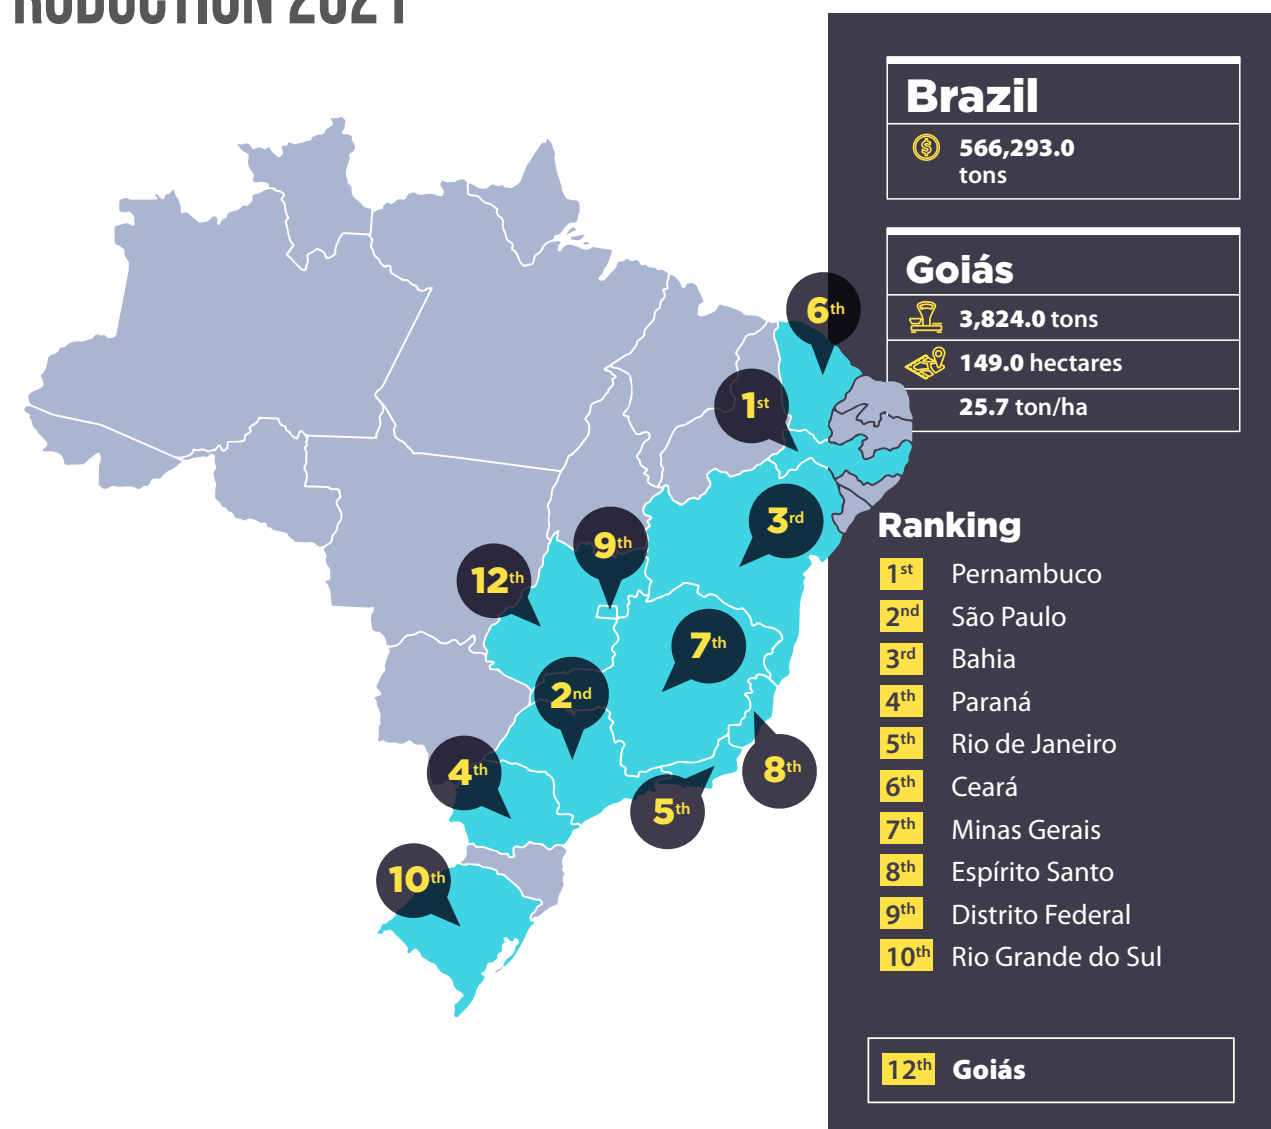 PRODUCTION 2021
Brazil
566,293.0
tons
Goiás
3,824.0 tons
149.0 hectares
25.7 ton/ha
6th
1st
3rd
9th
12th
7th
2nd
4th
8th
5th
10th
Ranking
1st Pernambuco
2nd São Paulo
3rd Bahia
4th Paraná
5th Rio de Janeiro
6th Ceará
7th Minas Gerais
8th Espírito Santo
9th Distrito Federal
10th Rio Grande do Sul
12th Goiás